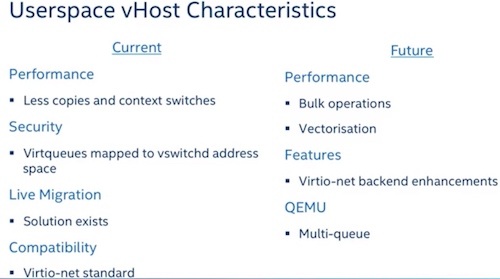 Userspace vHost Characteristics
Current
Performance
▪ Less copies and context switches
Security
▪ Virtqueues mapped to vswitchd address
space
Live Migration
▪ Solution exists
Compatibility
▪ Virtio-net standard
Future
Performance
▪ Bulk operations
▪ Vectorisation
Features
▪ Virtio-net backend enhancements
QEMU
▪ Multi-queue